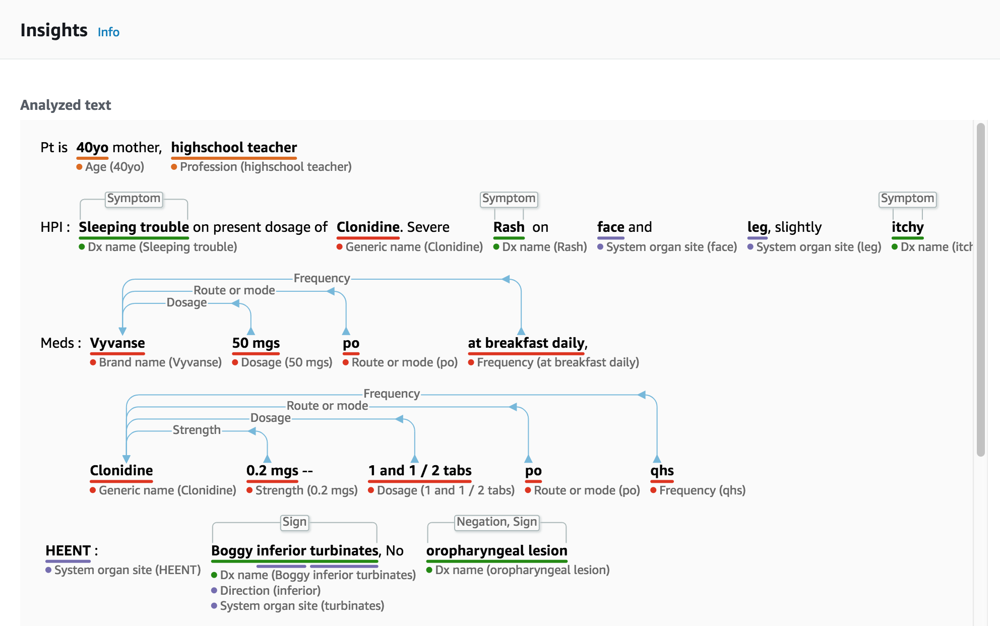 Insights Info
Analyzed text
Pt is 40yo mother, highschool teacher
Age (40yo) Profession (highschool teacher)
Symptom Symptom Symptom
HPI : Sleeping trouble on present dosage of Clonidine. Severe Rash on face and leg, slightly itchy
Dx name (Sleeping trouble) Generic name (Clonidine) Dx name (Rash) System organ site (face) System organ site (leg) Dx name (itch
Frequency
Route or mode
Dosage
Meds : Vyvanse 50 mgs po at breakfast daily,
Brand name (Vyvanse) Dosage (50 mgs) Route or mode (po) Frequency (at breakfast daily)
Frequency
Route or mode
Dosage
Strength
Clonidine 0.2 mgs -- 1 and 1 / 2 tabs po qhs
Generic name (Clonidine) Strength (0.2 mgs) Dosage (1 and 1 / 2 tabs) Route or mode (po) Frequency (qhs)
Sign Negation, Sign
HEENT : Boggy inferior turbinates, No oropharyngeal lesion
System organ site (HEENT) Dx name (Boggy inferior turbinates) Dx name (oropharyngeal lesion)
Direction (inferior)
System organ site (turbinates)